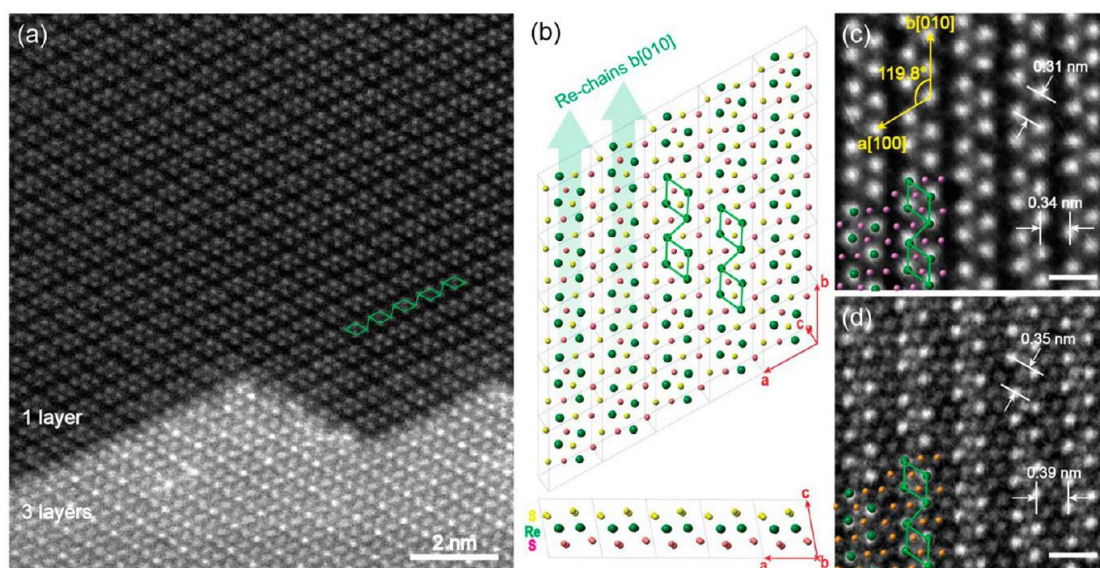 (a)
1 layer
3 layers
2 nm
(b)
Re-chains b[010]
b
c
a
S
Re
S
c
a
b
(c)
b[010]
119.8°
a[100]
0.31 nm
0.34 nm
(d)
0.35 nm
0.39 nm